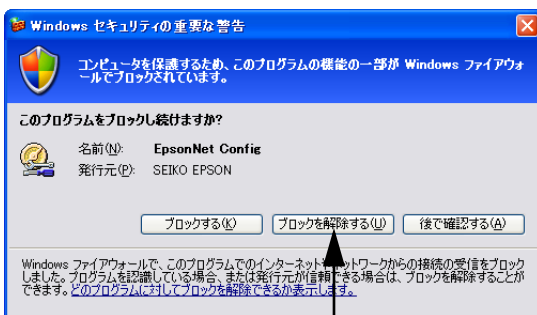 Windows セキュリティの重要な警告
コンピュータを保護するため、このプログラムの機能の一部が Windows ファイアウォ
ールでブロックされています。
このプログラムをブロックし続けますか?
名前(N): EpsonNet Config
発行元(P): SEIKO EPSON
ブロックする(K) ブロックを解除する(U) 後で確認する(A)
Windows ファイアウォールで、このプログラムでのインターネットやネットワークからの接続の受信をブロック
しました。プログラムを認識している場合、または発行元が信頼できる場合は、ブロックを解除することが
できます。どのプログラムに対してブロックを解除できるか表示します。